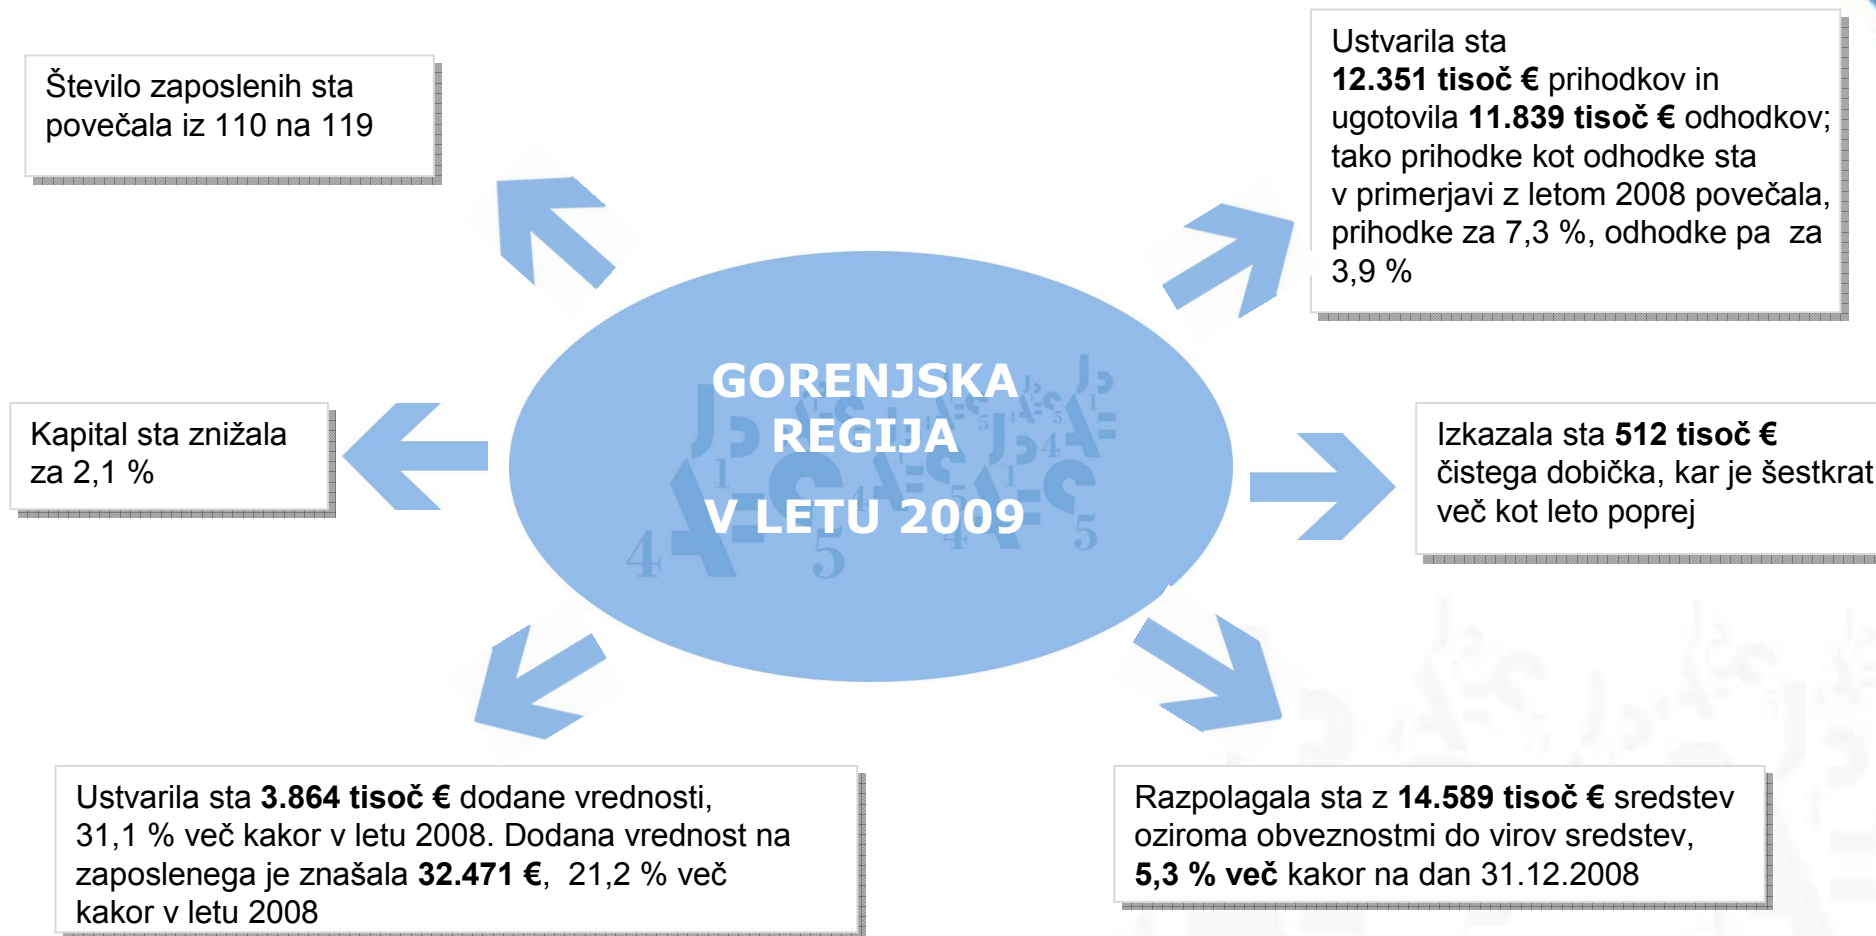 Število zaposlenih sta
povečala iz 110 na 119
Ustvarila sta
12.351 tisoč € prihodkov in
ugotovila 11.839 tisoč € odhodkov;
tako prihodke kot odhodke sta
v primerjavi z letom 2008 povečala,
prihodke za 7,3 %, odhodke pa za
3,9 %
GORENJSKA
REGIJA
V LETU 2009
Kapital sta znižala
za 2,1 %
Izkazala sta 512 tisoč €
čistega dobička, kar je šestkrat
več kot leto poprej
Ustvarila sta 3.864 tisoč € dodane vrednosti,
31,1 % več kakor v letu 2008. Dodana vrednost na
zaposlenega je znašala 32.471 €, 21,2 % več
kakor v letu 2008
Razpolagala sta z 14.589 tisoč € sredstev
oziroma obveznostmi do virov sredstev,
5,3 % več kakor na dan 31.12.2008